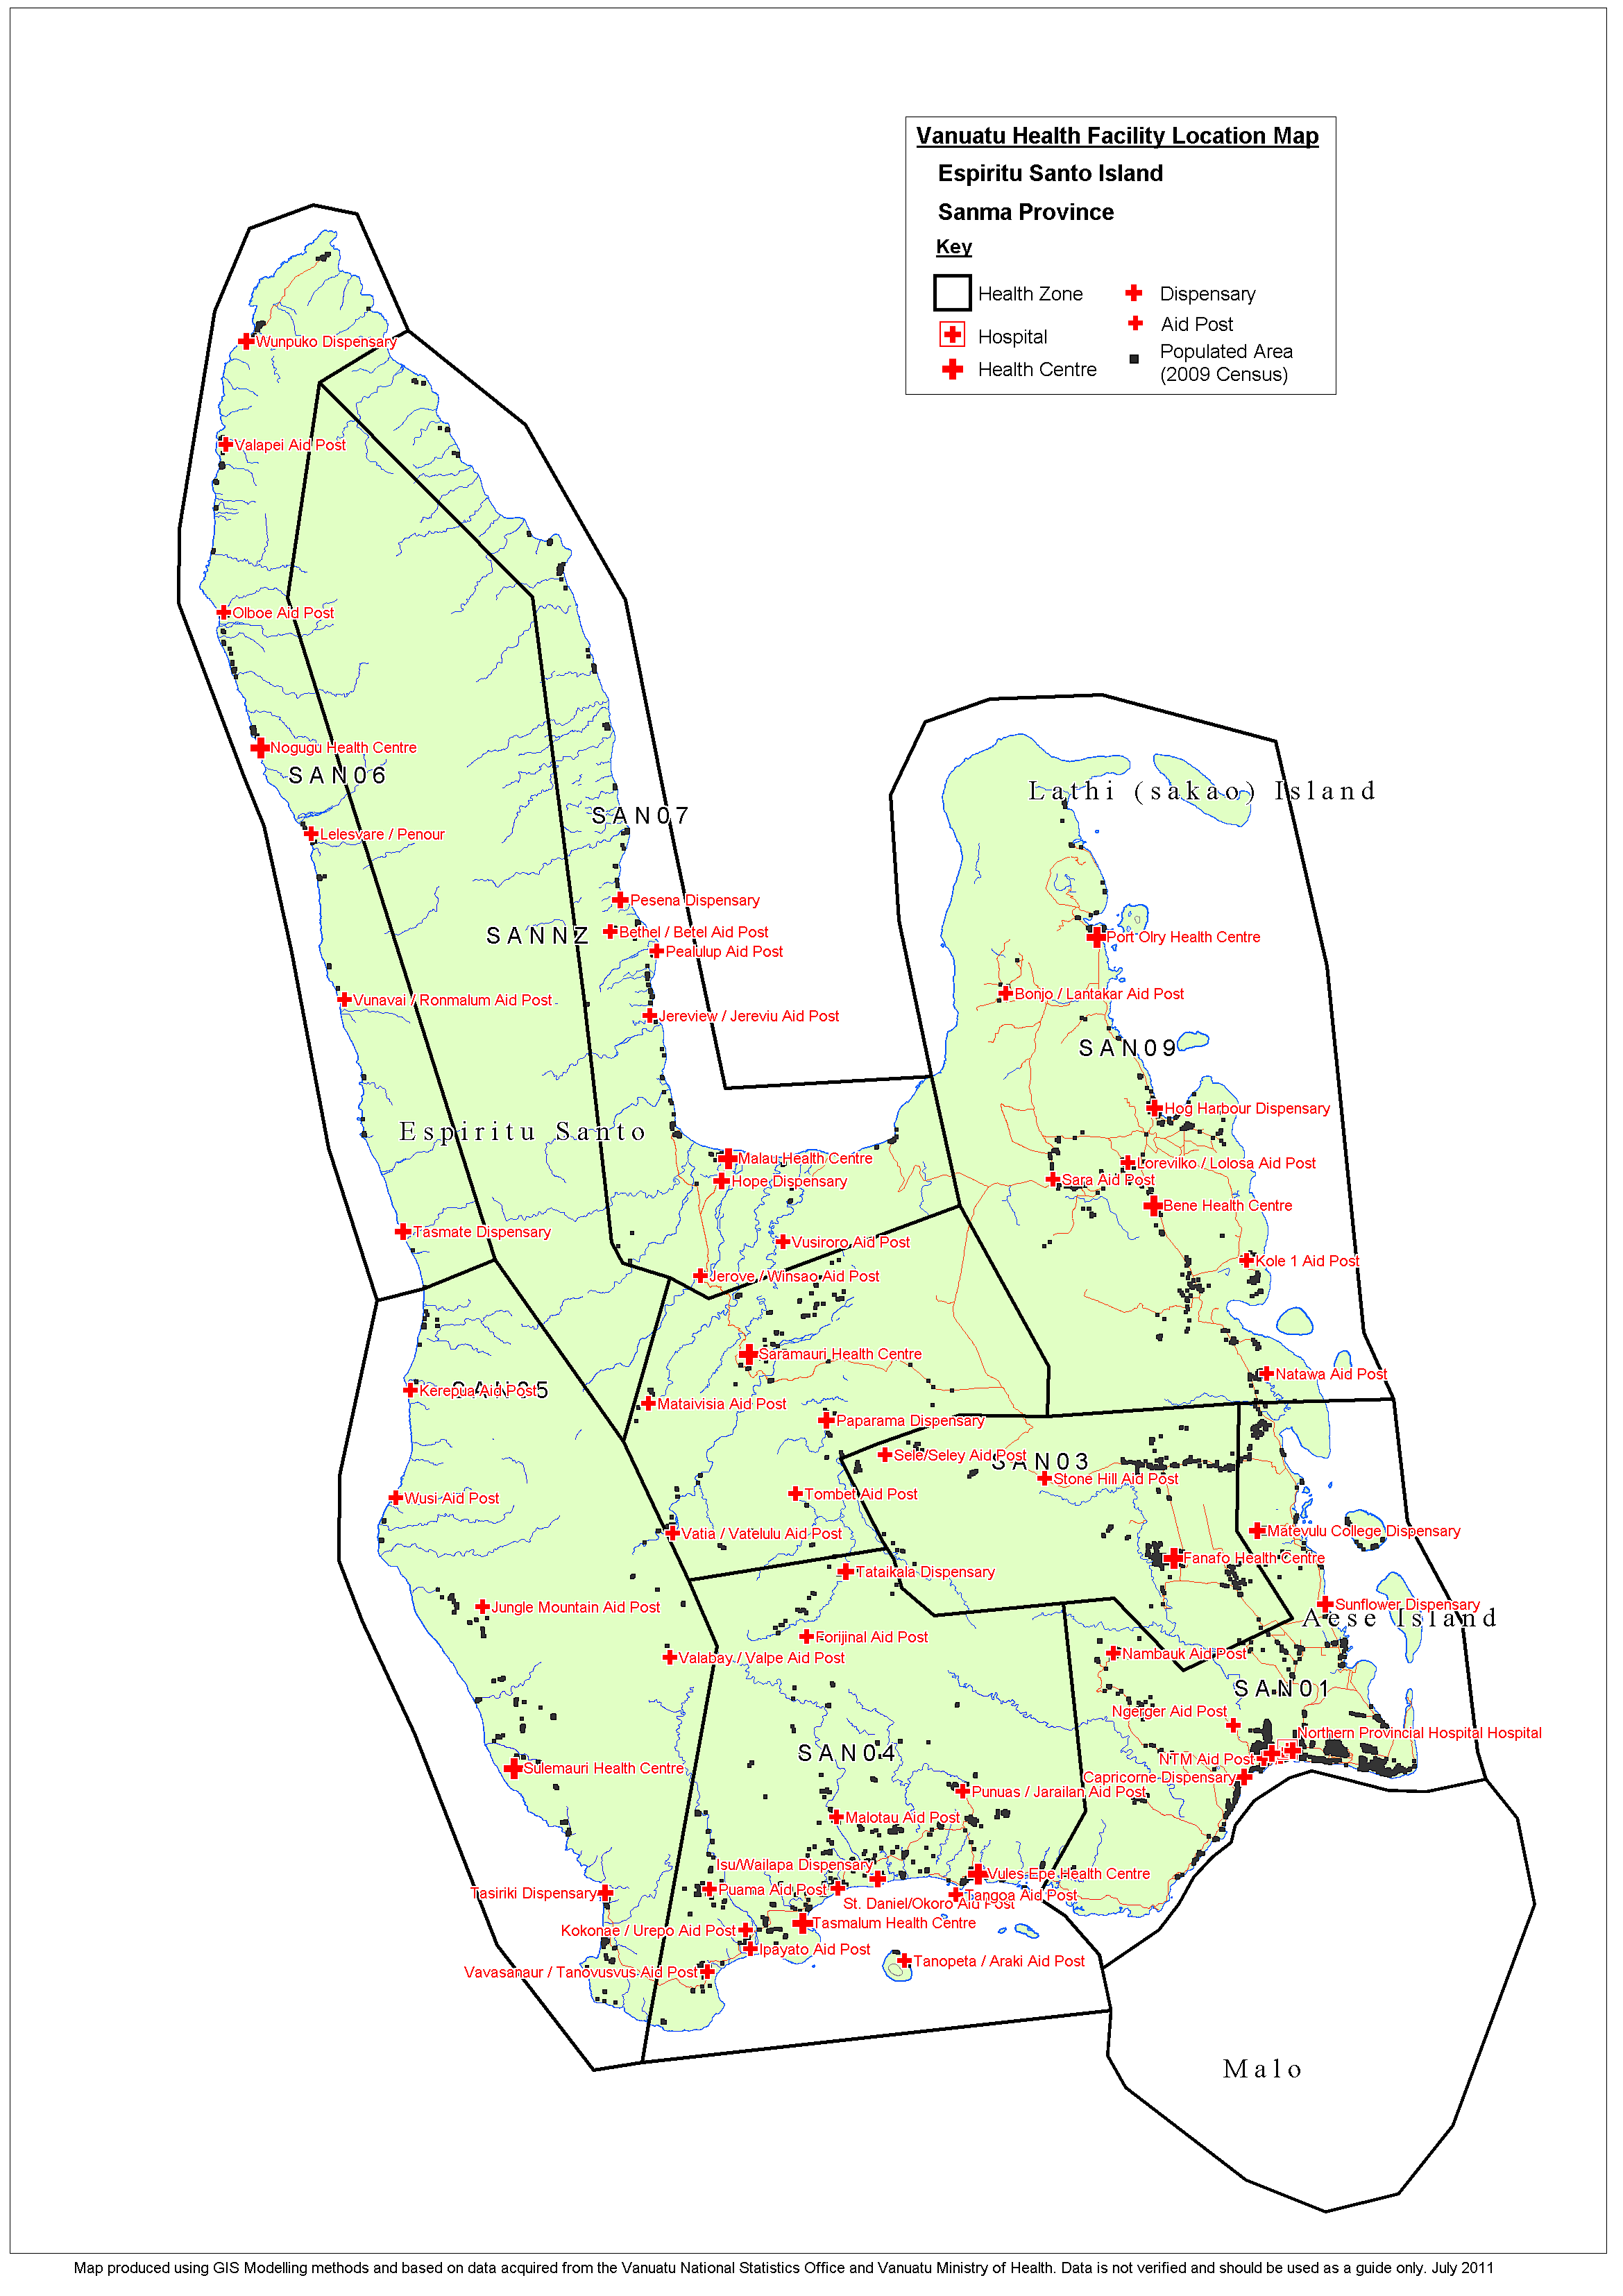 Vanuatu Health Facility Location Map
Espiritu Santo Island
Sanma Province
Key
Health Zone
Hospital
Health Centre
Dispensary
Aid Post
Populated Area
(2009 Census)
Wunpuko Dispensary
Valapei Aid Post
Olboe Aid Post
Nogugu Health Centre
SAN06
Lathi (sakao) Island
SAN07
Lelesvare / Penour
Pesena Dispensary
Bethel / Betel Aid Post
SANNZ
Port Olry Health Centre
Pealulup Aid Post
Bonjo / Lantakar Aid Post
Vunavai / Ronmalum Aid Post
Jereview / Jereviu Aid Post
SAN09
Hog Harbour Dispensary
Espiritu Santo
Malau Health Centre
Lorevilko / Lolosa Aid Post
Hope Dispensary
Sara Aid Post
Bene Health Centre
Tasmate Dispensary
Vusiroro Aid Post
Kole 1 Aid Post
Jerove / Winsao Aid Post
Saramauri Health Centre
Natawa Aid Post
Kerepua Aid Post
SAN05
Mataivisia Aid Post
Paparama Dispensary
Sele/Seley Aid Post
SAN03
Stone Hill Aid Post
Tombet Aid Post
Wusi Aid Post
Vatia / Vatelulu Aid Post
Matevulu College Dispensary
Fanafo Health Centre
Tataikala Dispensary
Jungle Mountain Aid Post
Sunflower Dispensary
Aese Island
Forijinal Aid Post
Valabay / Valpe Aid Post
Nambauk Aid Post
SAN01
Ngerger Aid Post
Northern Provincial Hospital Hospital
SAN04
NTM Aid Post
Sulemauri Health Centre
Capricorne Dispensary
Punuas / Jarailan Aid Post
Malotau Aid Post
Isu/Wailapa Dispensary
Vules Epe Health Centre
Tasiriki Dispensary
Puama Aid Post
Tangoa Aid Post
St. Daniel/Okoro Aid Post
Tasmalum Health Centre
Kokonae / Urepo Aid Post
Ipayato Aid Post
Tanopeta / Araki Aid Post
Vavasanaur / Tanovusvus Aid Post
Malo
Map produced using GIS Modelling methods and based on data acquired from the Vanuatu National Statistics Office and Vanuatu Ministry of Health. Data is not verified and should be used as a guide only. July 2011